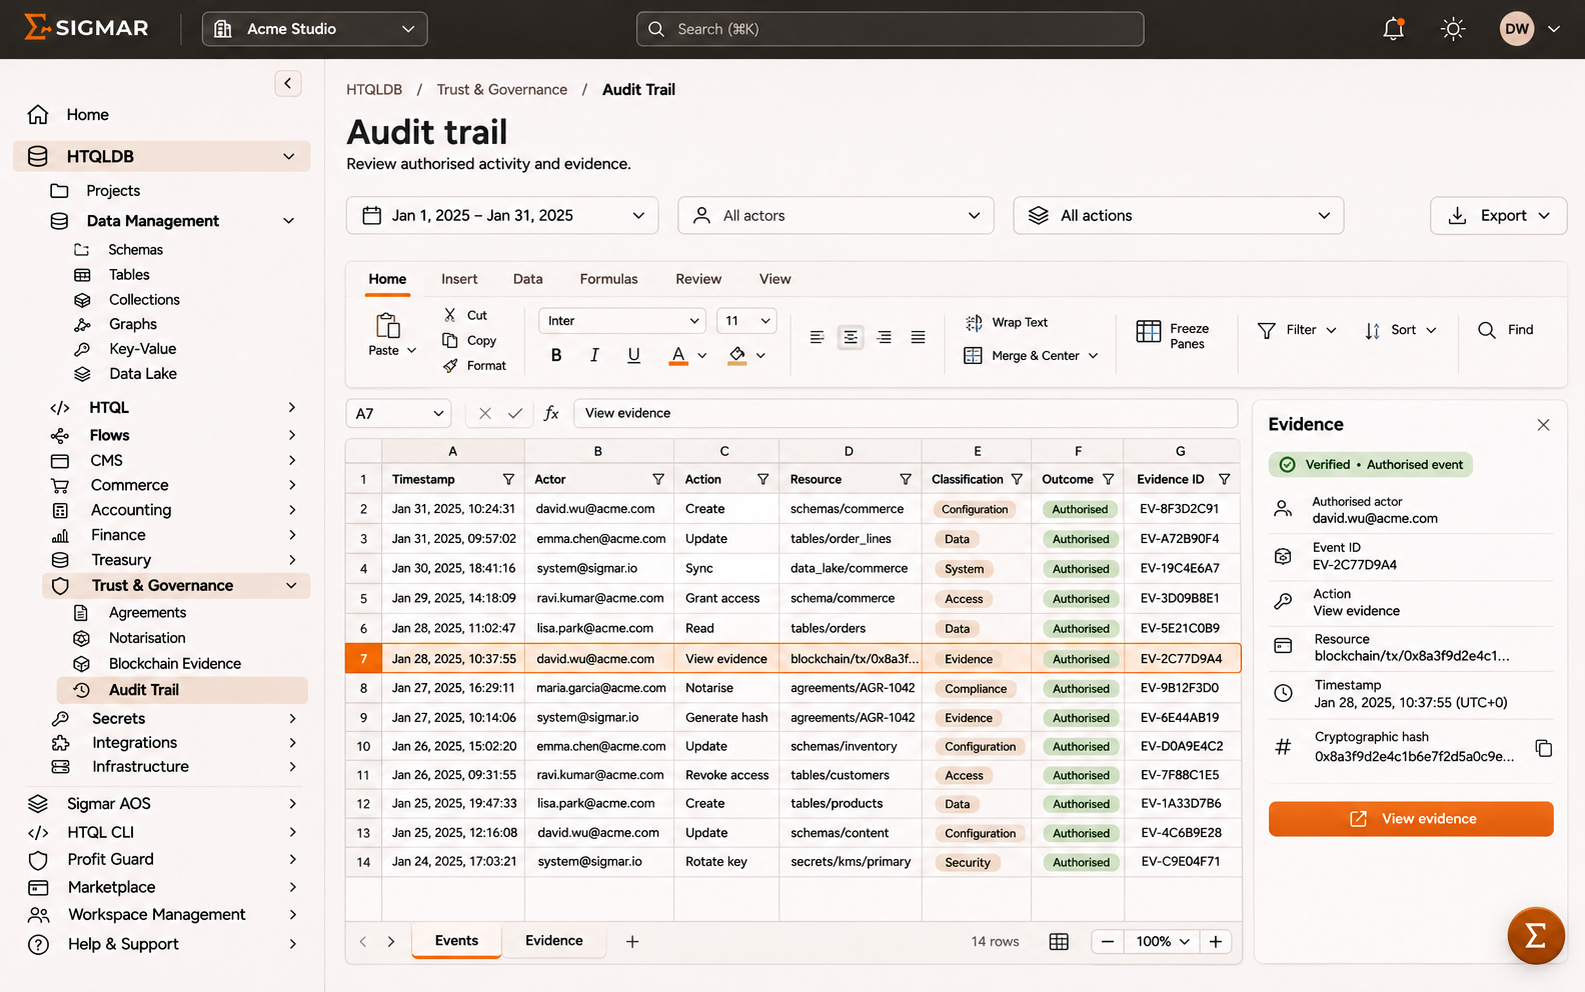 SIGMAR
Acme Studio
Search (⌘K)
DW
Home
HTQLDB
Projects
Data Management
Schemas
Tables
Collections
Graphs
Key-Value
Data Lake
HTQL
Flows
CMS
Commerce
Accounting
Finance
Treasury
Trust & Governance
Agreements
Notarisation
Blockchain Evidence
Audit Trail
Secrets
Integrations
Infrastructure
Sigmar AOS
HTQL CLI
Profit Guard
Marketplace
Workspace Management
Help & Support
HTQLDB / Trust & Governance / Audit Trail
Audit trail
Review authorised activity and evidence.
Jan 1, 2025 – Jan 31, 2025
All actors
All actions
Export
Home Insert Data Formulas Review View
Paste
Cut
Copy
Format
Inter
11
B I U A
Wrap Text
Merge & Center
Freeze Panes
Filter
Sort
Find
A7
fx
View evidence
A B C D E F G
1 Timestamp Actor Action Resource Classification Outcome Evidence ID
2 Jan 31, 2025, 10:24:31 david.wu@acme.com Create schemas/commerce Configuration Authorised EV-8F3D2C91
3 Jan 31, 2025, 09:57:02 emma.chen@acme.com Update tables/order_lines Data Authorised EV-A72B90F4
4 Jan 30, 2025, 18:41:16 system@sigmar.io Sync data_lake/commerce System Authorised EV-19C4E6A7
5 Jan 29, 2025, 14:18:09 ravi.kumar@acme.com Grant access schema/commerce Access Authorised EV-3D09B8E1
6 Jan 28, 2025, 11:02:47 lisa.park@acme.com Read tables/orders Data Authorised EV-5E21C0B9
7 Jan 28, 2025, 10:37:55 david.wu@acme.com View evidence blockchain/tx/0x8a3f... Evidence Authorised EV-2C77D9A4
8 Jan 27, 2025, 16:29:11 maria.garcia@acme.com Notarise agreements/AGR-1042 Compliance Authorised EV-9B12F3D0
9 Jan 27, 2025, 10:14:06 system@sigmar.io Generate hash agreements/AGR-1042 Evidence Authorised EV-6E44AB19
10 Jan 26, 2025, 15:02:20 emma.chen@acme.com Update schemas/inventory Configuration Authorised EV-D0A9E4C2
11 Jan 26, 2025, 09:31:55 ravi.kumar@acme.com Revoke access tables/customers Access Authorised EV-7F88C1E5
12 Jan 25, 2025, 19:47:33 lisa.park@acme.com Create tables/products Data Authorised EV-1A33D7B6
13 Jan 25, 2025, 12:16:08 david.wu@acme.com Update schemas/content Configuration Authorised EV-4C6B9E28
14 Jan 24, 2025, 17:03:21 system@sigmar.io Rotate key secrets/kms/primary Security Authorised EV-C9E04F71
Events
Evidence
14 rows
100%
Evidence
Verified • Authorised event
Authorised actor
david.wu@acme.com
Event ID
EV-2C77D9A4
Action
View evidence
Resource
blockchain/tx/0x8a3f9d2e4c1...
Timestamp
Jan 28, 2025, 10:37:55 (UTC+0)
Cryptographic hash
0x8a3f9d2e4c1b6e7f2d5a0c9e...
View evidence
Σ